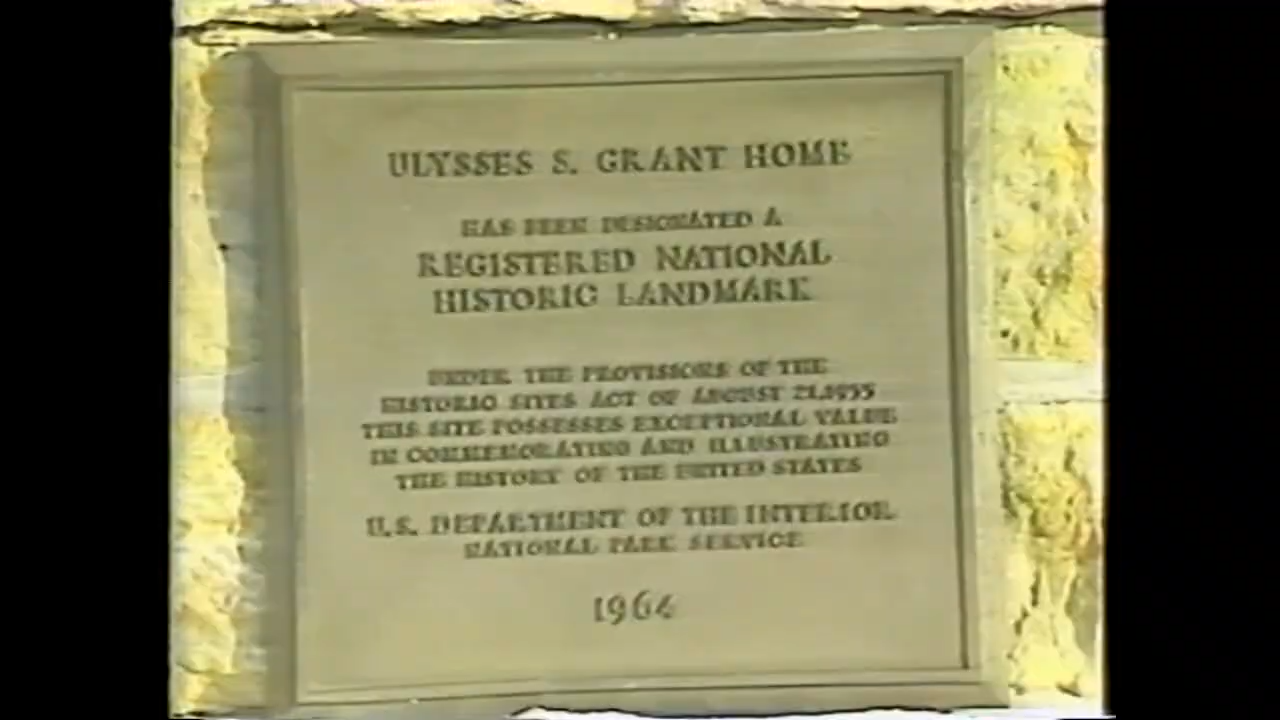 ULYSSES S. GRANT HOME
HAS BEEN DESIGNATED A
REGISTERED NATIONAL
HISTORIC LANDMARK
UNDER THE PROVISIONS OF THE
HISTORIC SITES ACT OF AUGUST 21, 1935
THIS SITE POSSESSES EXCEPTIONAL VALUE
IN COMMEMORATING AND ILLUSTRATING
THE HISTORY OF THE UNITED STATES
U.S. DEPARTMENT OF THE INTERIOR
NATIONAL PARK SERVICE
1964